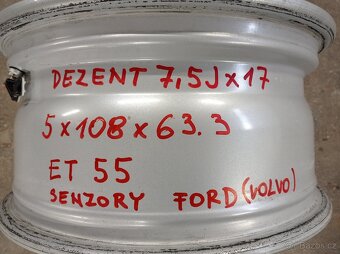 DEZENT 7,5J x 17
5 x 108 x 63.3
ET 55
SENZORY FORD (VOLVO)